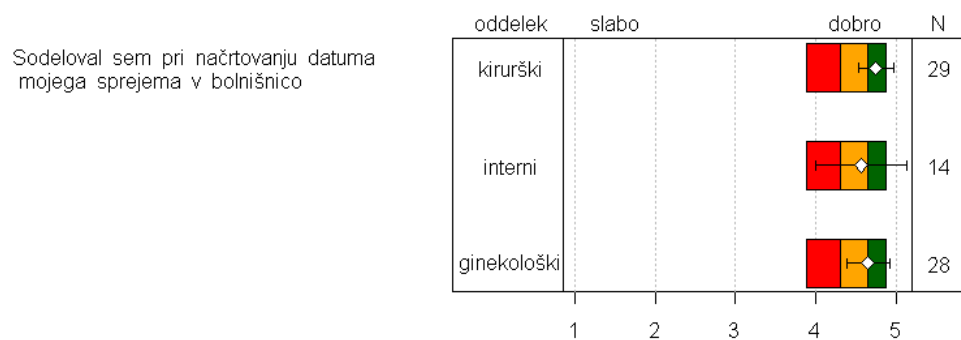 oddelek slabo dobro N
Sodeloval sem pri načrtovanju datuma
mojega sprejema v bolnišnico
kirurški 29
interni 14
ginekološki 28
1 2 3 4 5